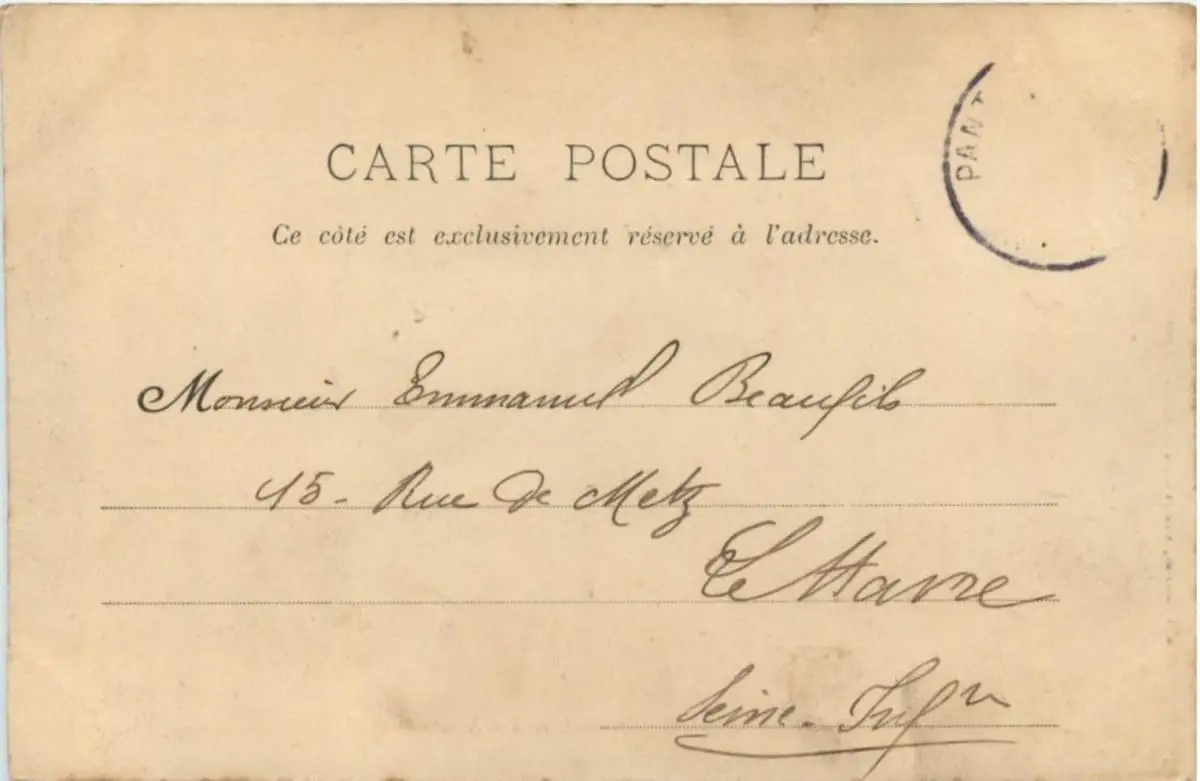 CARTE POSTALE
Ce côté est exclusivement réservé à l'adresse.
PANT
Monsieur Emmanuel Beaufils
15 - Rue de Metz
Le Havre
Seine-Infre